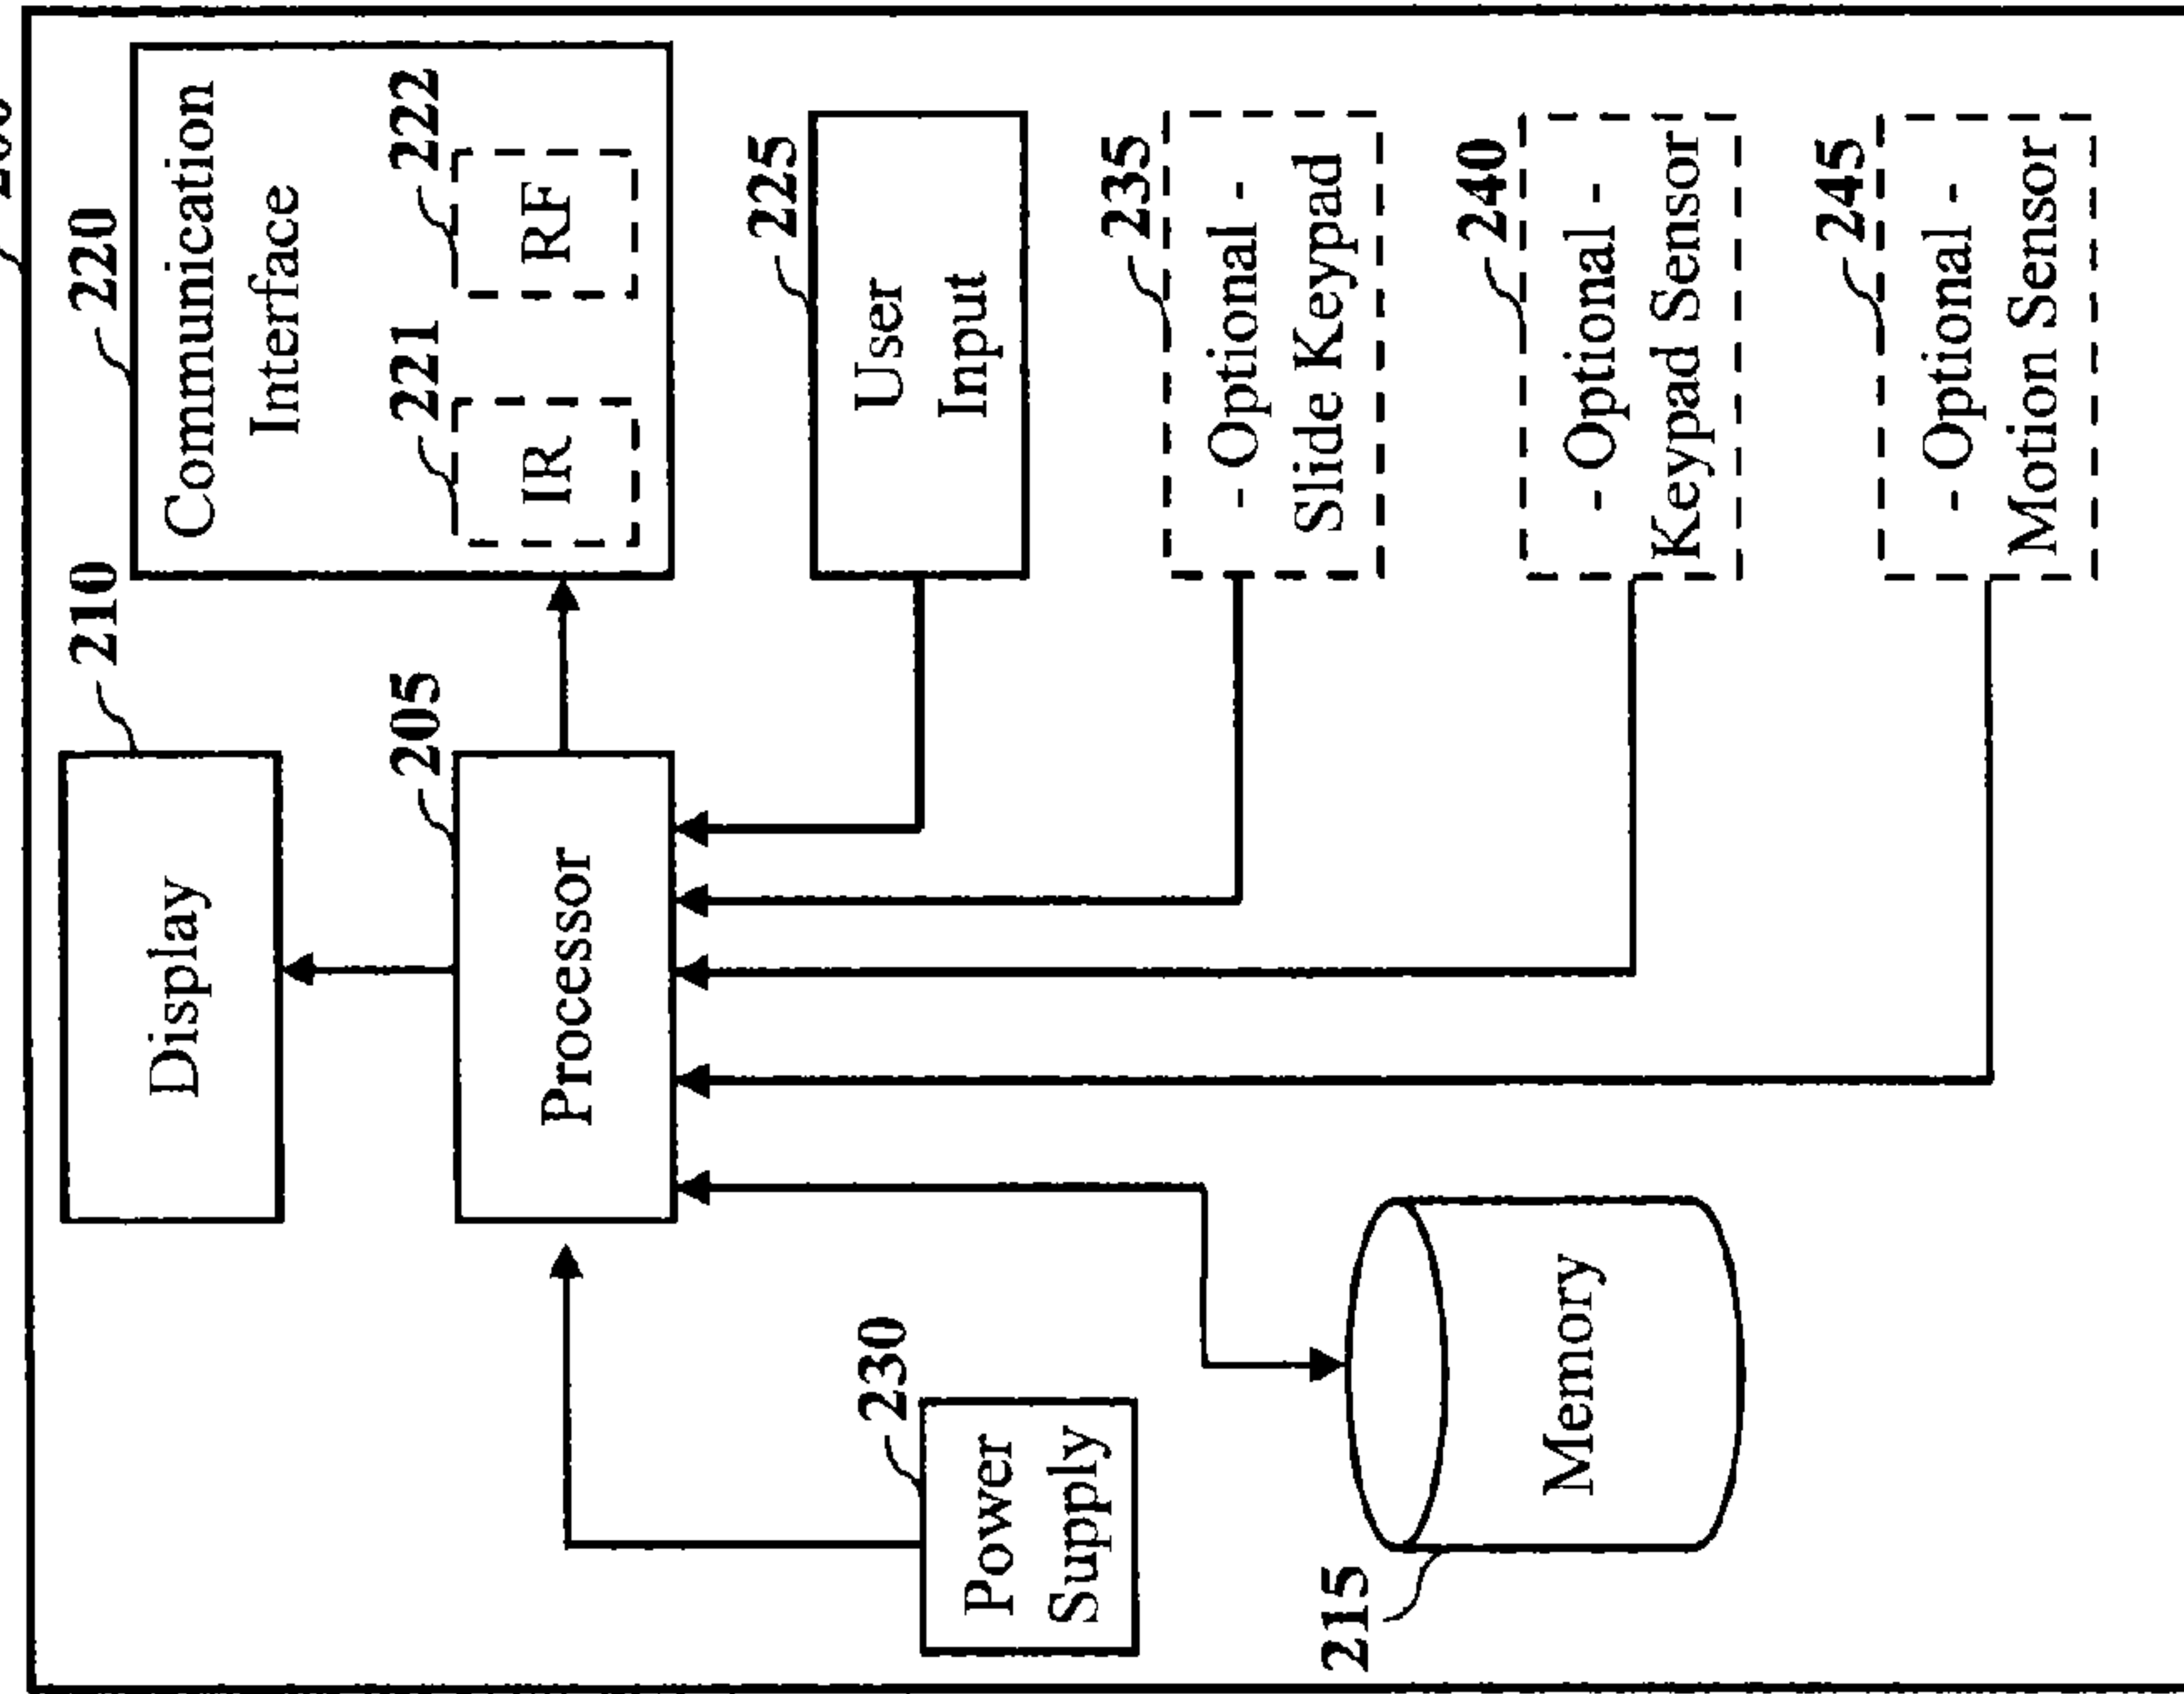 220
Communication
Interface
221
IR
222
RF
210
Display
205
Processor
225
User
Input
235
- Optional -
Slide Keypad
240
- Optional -
Keypad Sensor
245
- Optional -
Motion Sensor
230
Power
Supply
215
Memory